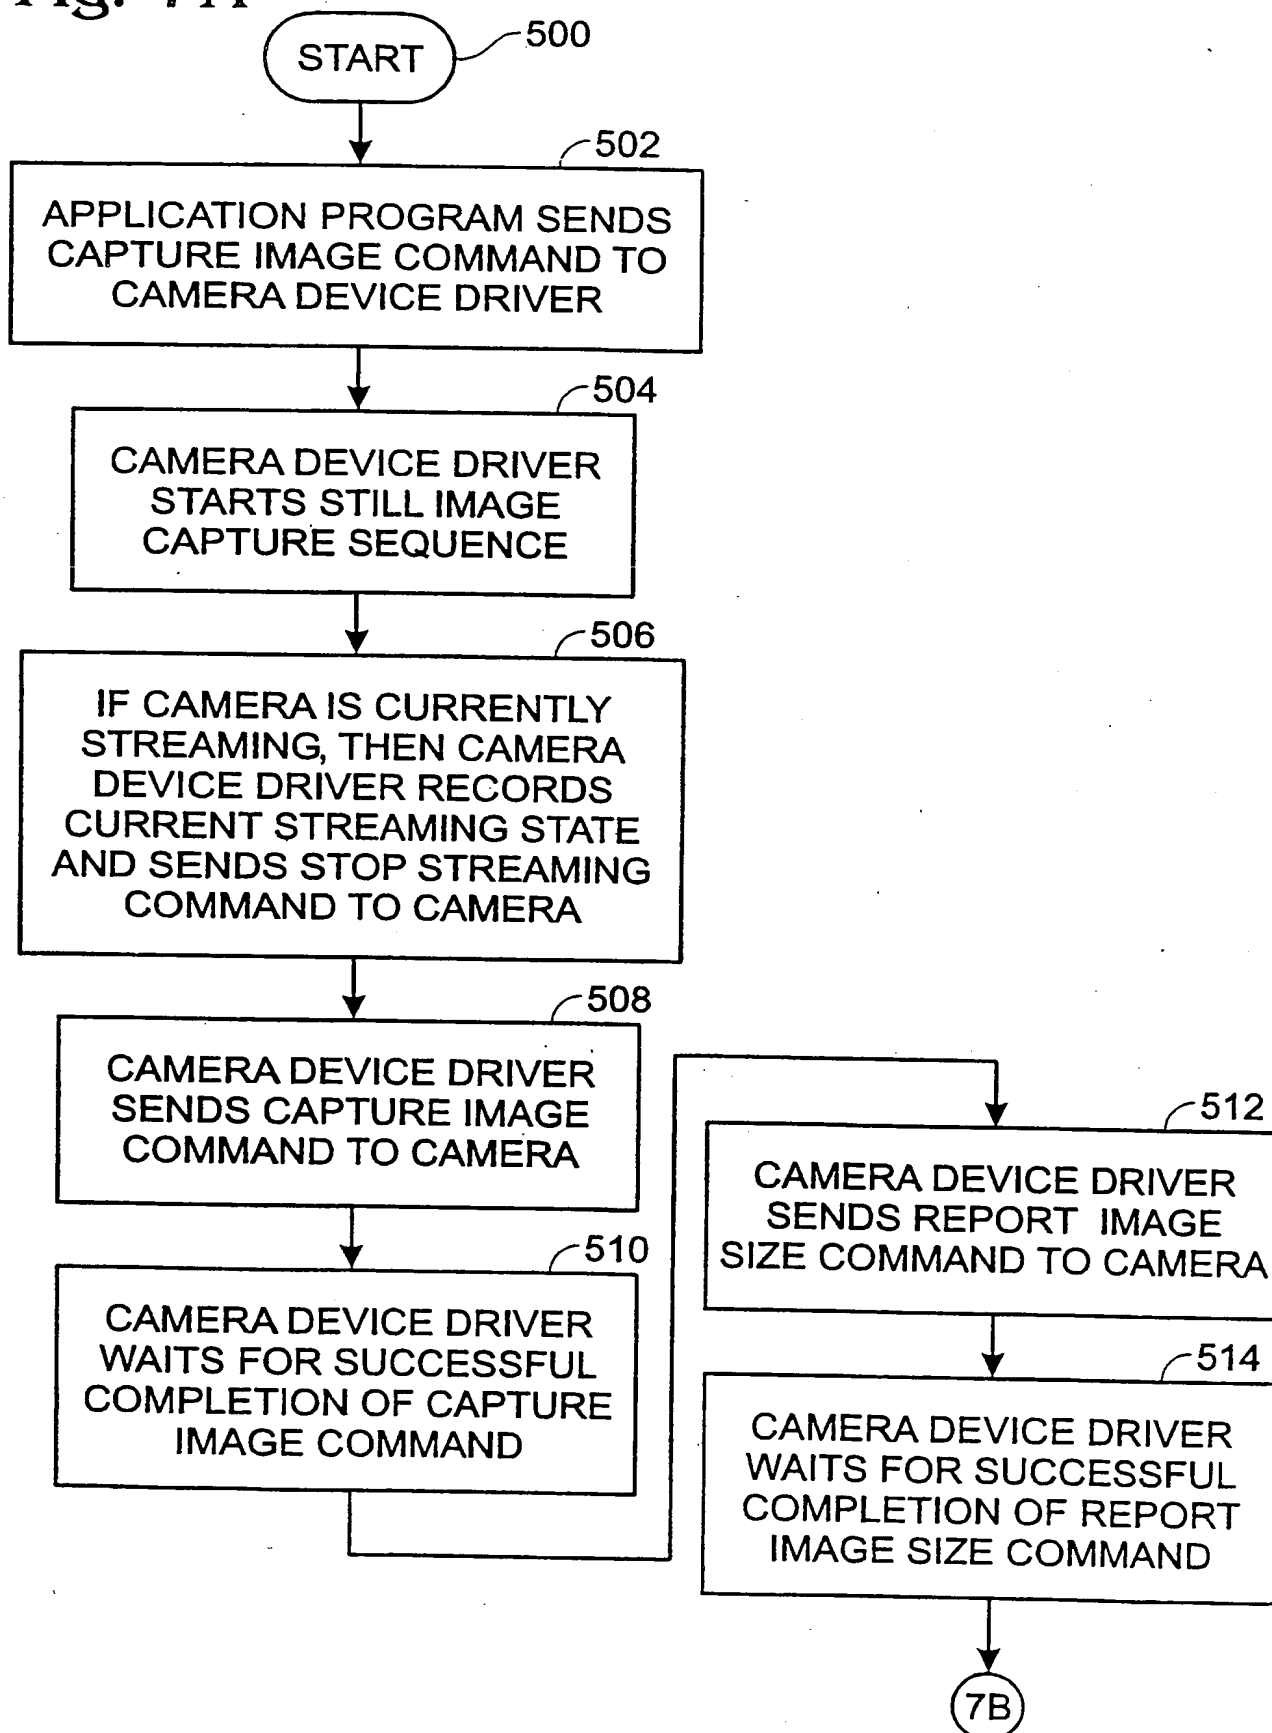 Fig. 7A
START
500
502
APPLICATION PROGRAM SENDS
CAPTURE IMAGE COMMAND TO
CAMERA DEVICE DRIVER
504
CAMERA DEVICE DRIVER
STARTS STILL IMAGE
CAPTURE SEQUENCE
506
IF CAMERA IS CURRENTLY
STREAMING, THEN CAMERA
DEVICE DRIVER RECORDS
CURRENT STREAMING STATE
AND SENDS STOP STREAMING
COMMAND TO CAMERA
508
CAMERA DEVICE DRIVER
SENDS CAPTURE IMAGE
COMMAND TO CAMERA
510
CAMERA DEVICE DRIVER
WAITS FOR SUCCESSFUL
COMPLETION OF CAPTURE
IMAGE COMMAND
512
CAMERA DEVICE DRIVER
SENDS REPORT IMAGE
SIZE COMMAND TO CAMERA
514
CAMERA DEVICE DRIVER
WAITS FOR SUCCESSFUL
COMPLETION OF REPORT
IMAGE SIZE COMMAND
7B